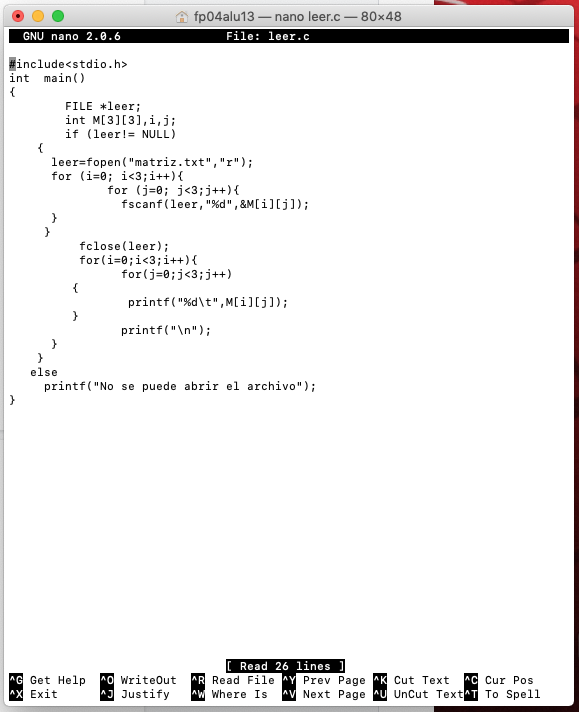 fp04alu13 — nano leer.c — 80×48
GNU nano 2.0.6 File: leer.c
#include<stdio.h>
int  main()
{
        FILE *leer;
        int M[3][3],i,j;
        if (leer!= NULL)
    {
      leer=fopen("matriz.txt","r");
      for (i=0; i<3;i++){
              for (j=0; j<3;j++){
                fscanf(leer,"%d",&M[i][j]);
      }
     }
          fclose(leer);
          for(i=0;i<3;i++){
                for(j=0;j<3;j++)
         {
                 printf("%d\t",M[i][j]);
         }
                printf("\n");
      }
    }
   else
     printf("No se puede abrir el archivo");
}
[ Read 26 lines ]
^G Get Help  ^O WriteOut  ^R Read File ^Y Prev Page ^K Cut Text  ^C Cur Pos
^X Exit      ^J Justify   ^W Where Is  ^V Next Page ^U UnCut Text^T To Spell